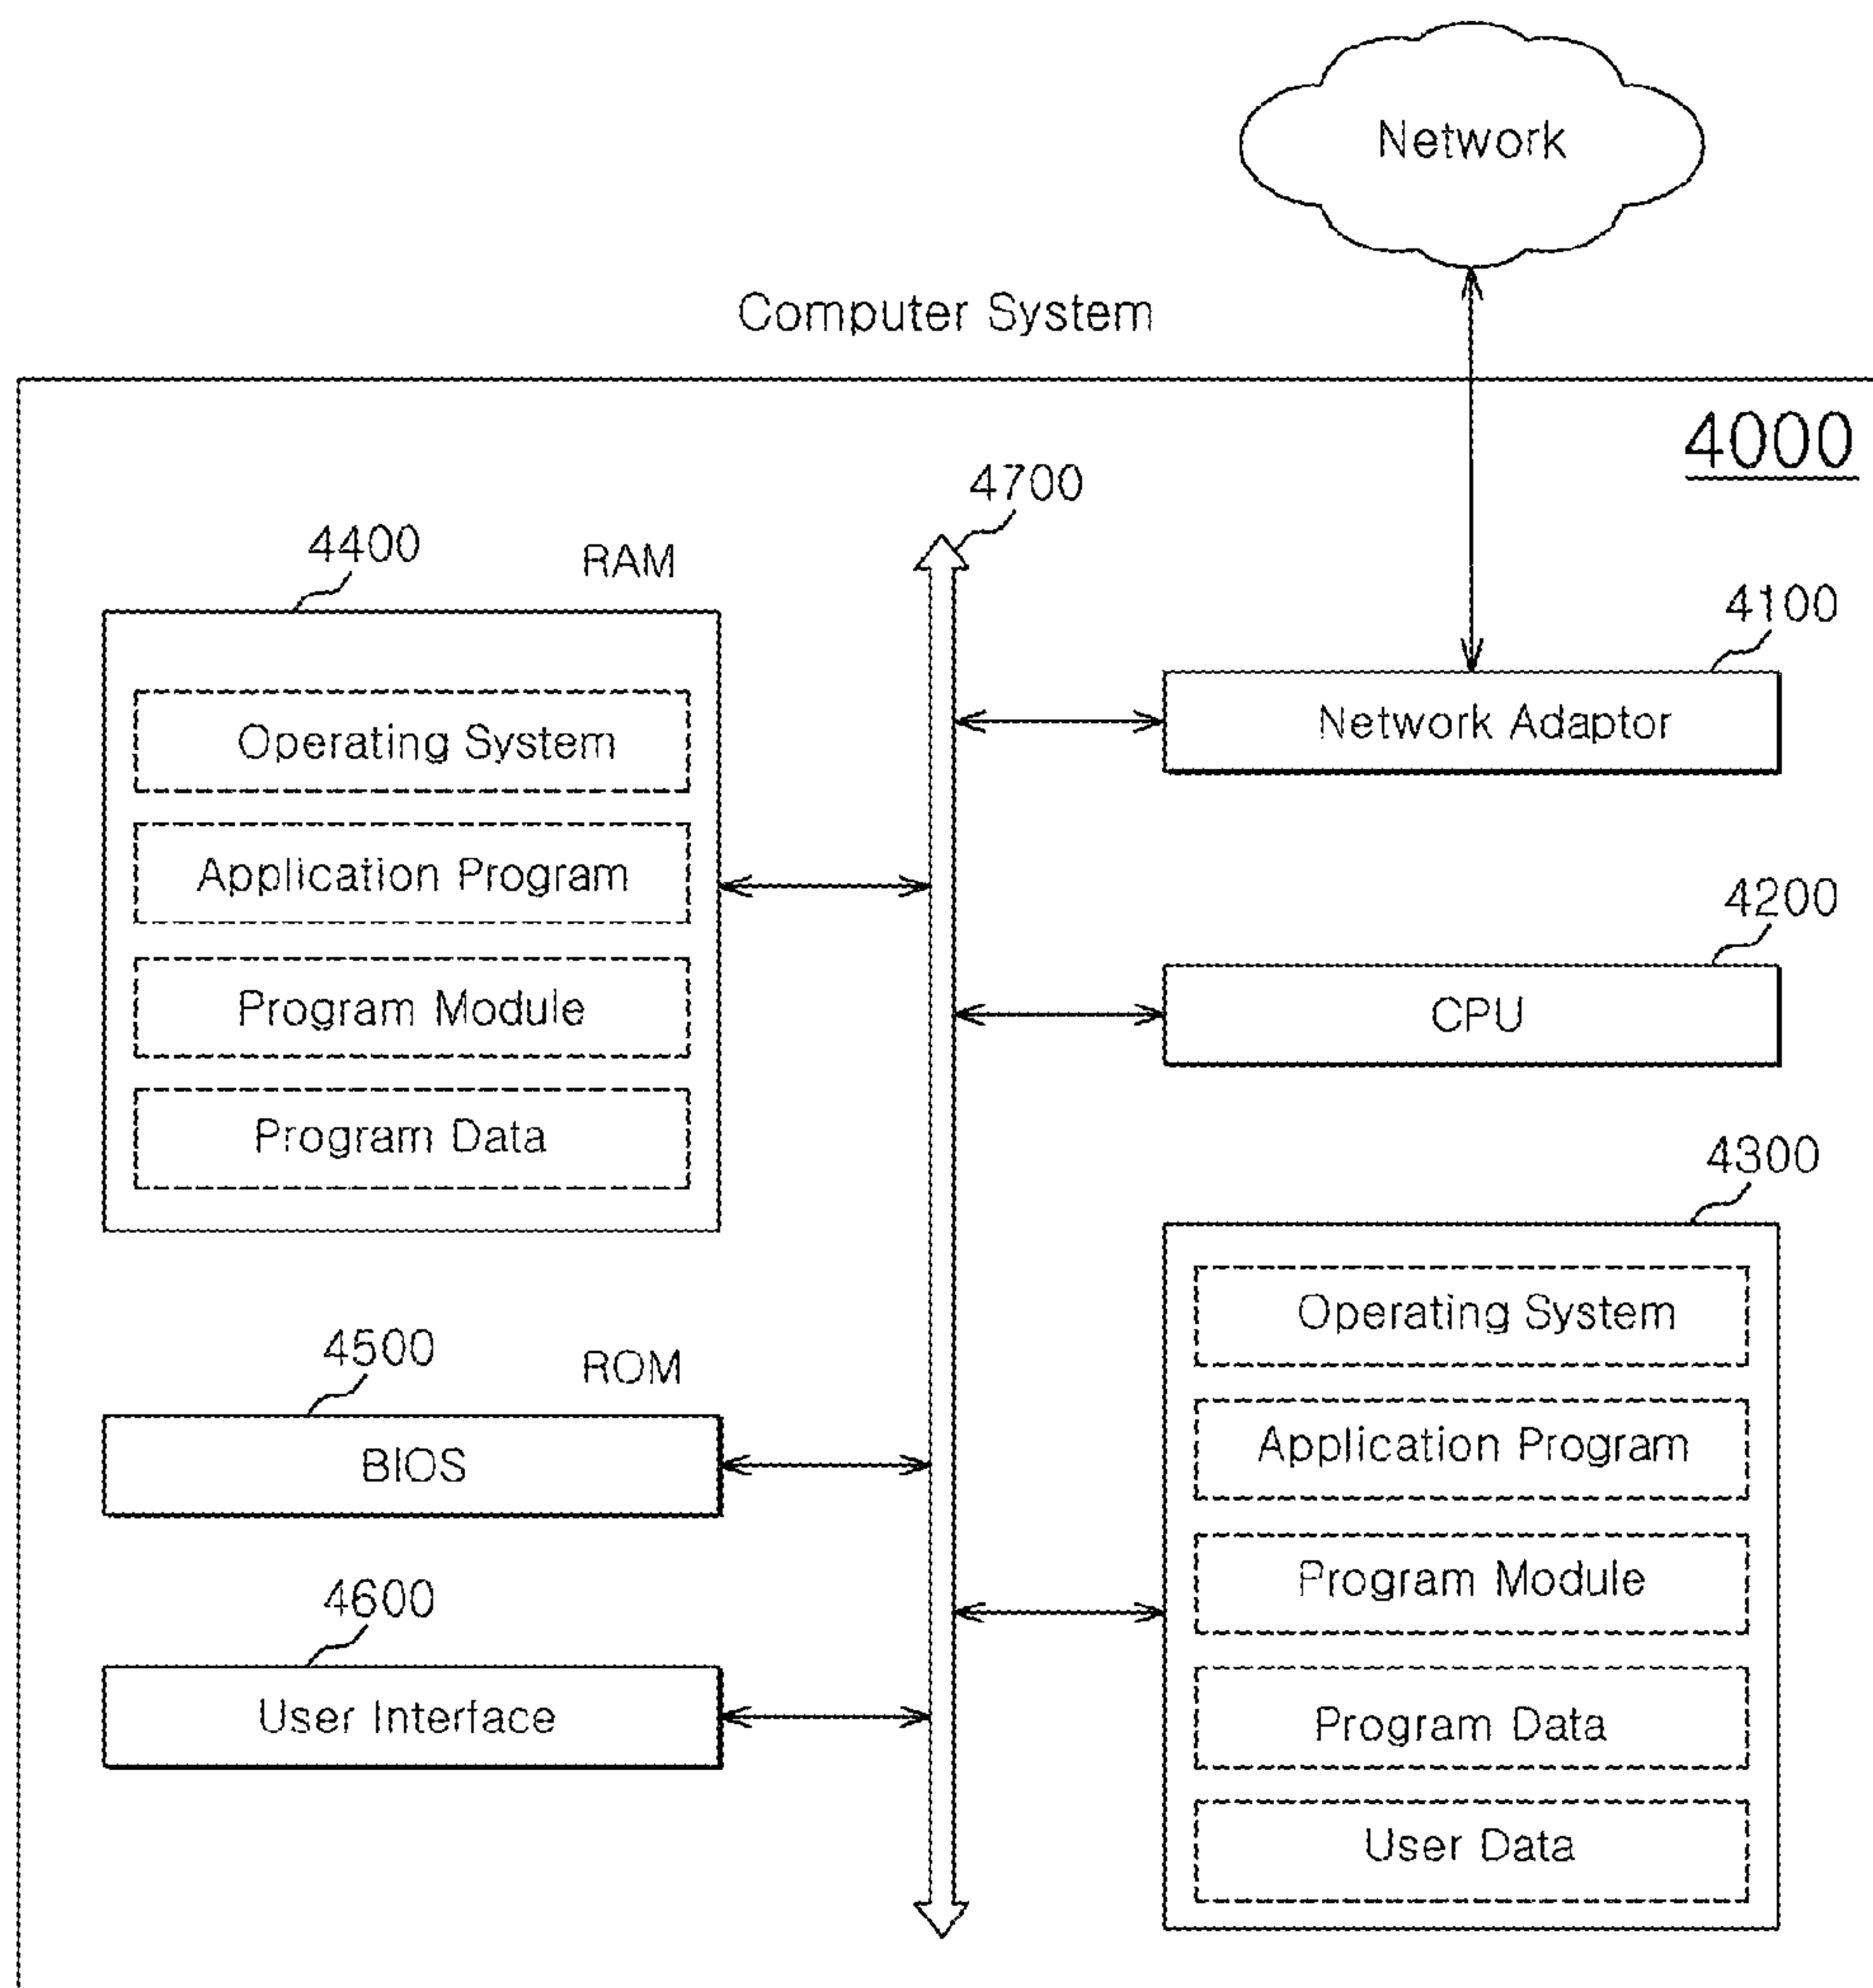 Network
Computer System
4000
4700
4400
RAM
Operating System
Application Program
Program Module
Program Data
4100
Network Adaptor
4200
CPU
4300
Operating System
Application Program
Program Module
Program Data
User Data
4500
ROM
BIOS
4600
User Interface